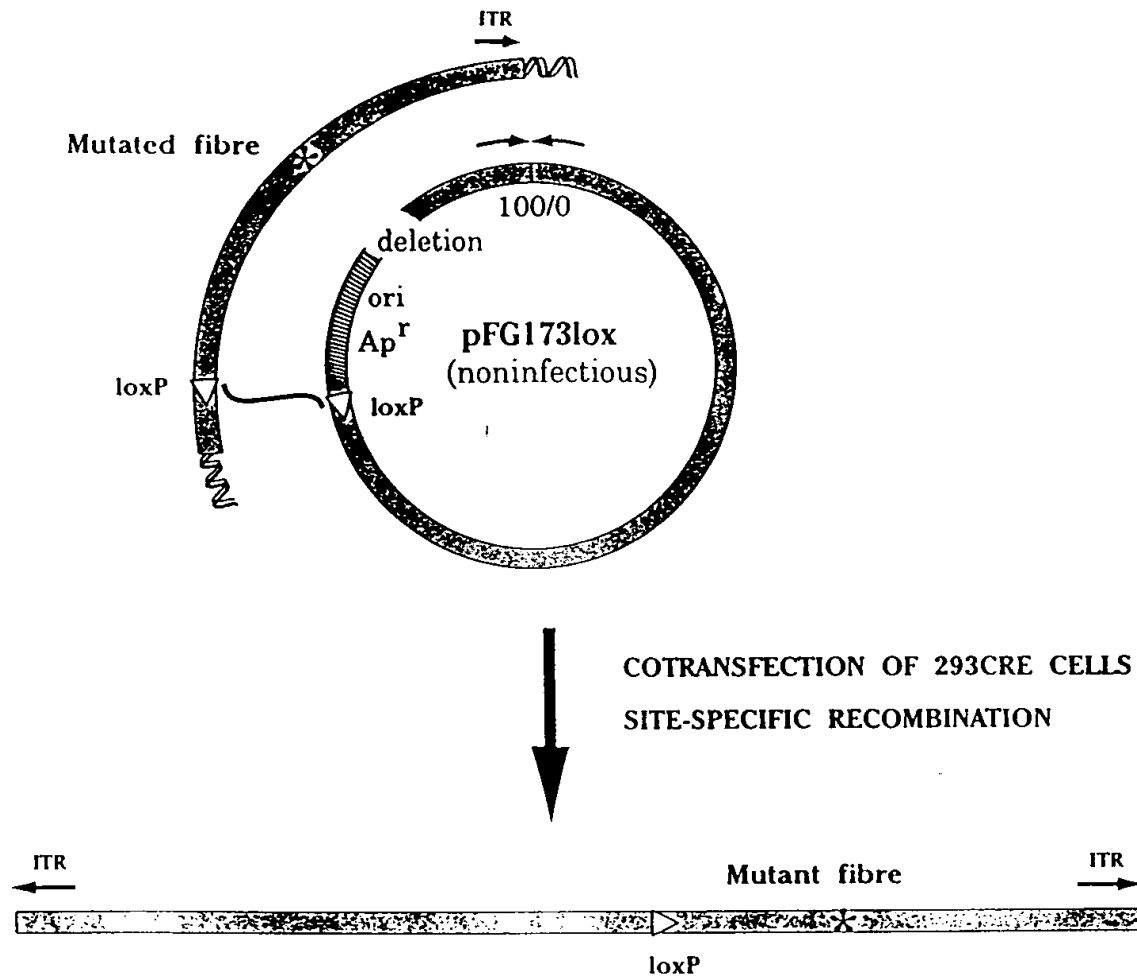 ITR
Mutated fibre
100/0
deletion
ori
Ap^r
pFG173lox
(noninfectious)
loxP
loxP
COTRANSFECTION OF 293CRE CELLS
SITE-SPECIFIC RECOMBINATION
ITR
Mutant fibre
ITR
loxP